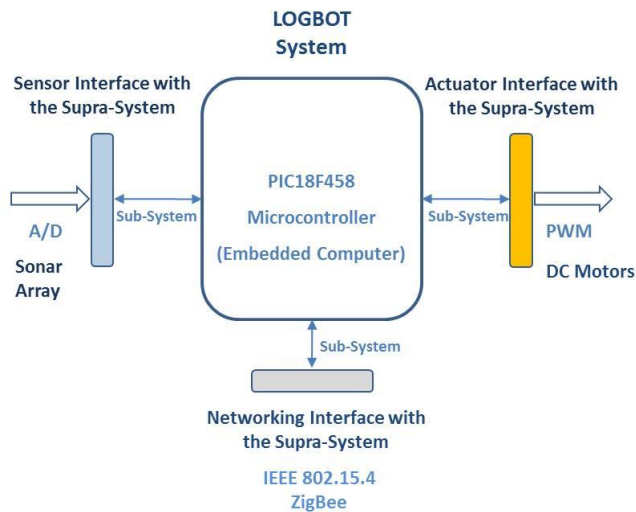 LOGBOT
System
Sensor Interface with
the Supra-System
Actuator Interface with
the Supra-System
PIC18F458
Microcontroller
(Embedded Computer)
Sub-System
Sub-System
A/D
Sonar
Array
PWM
DC Motors
Sub-System
Networking Interface with
the Supra-System
IEEE 802.15.4
ZigBee